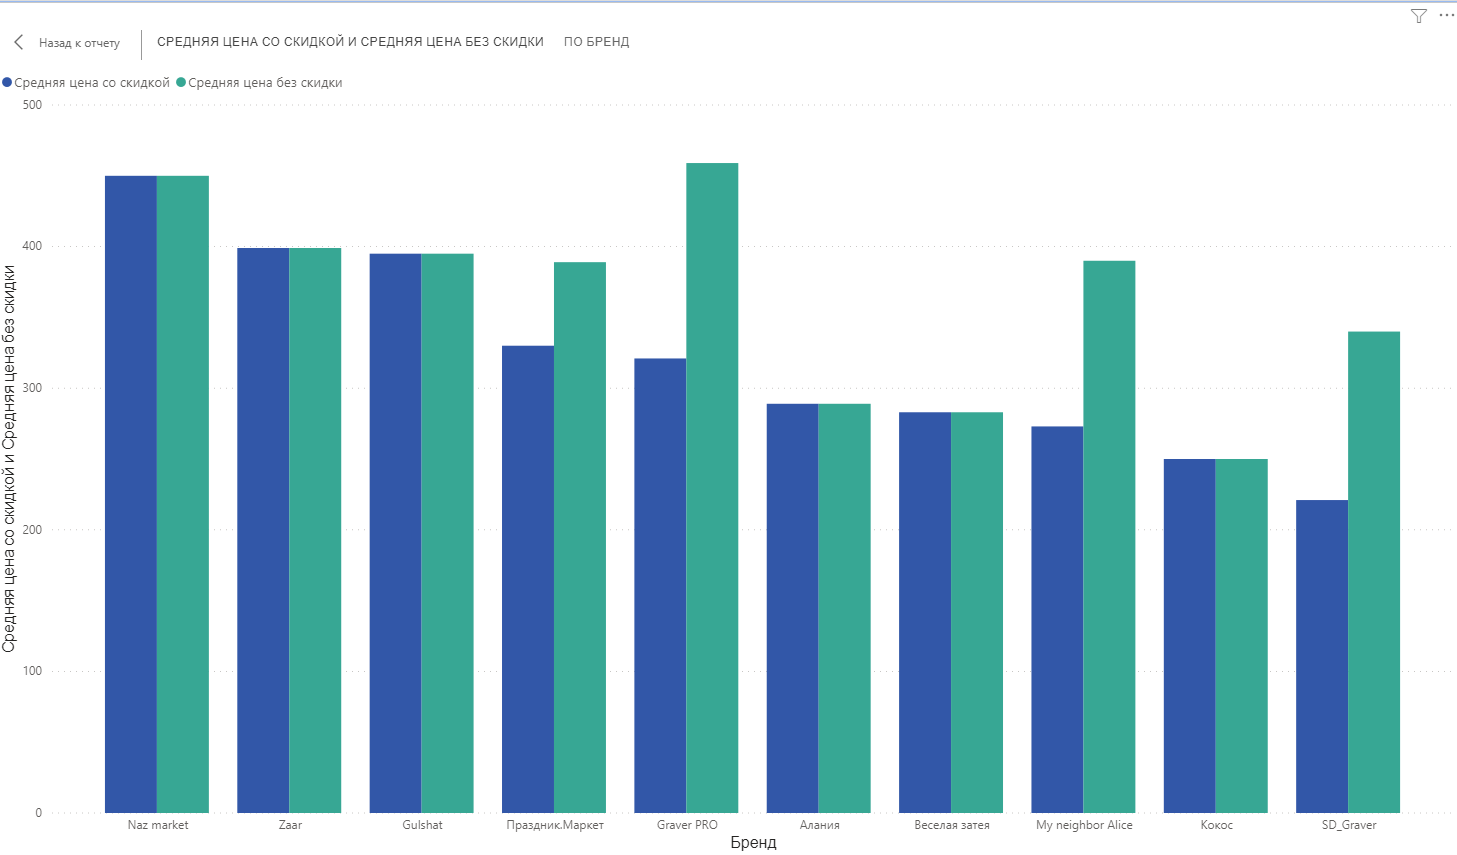 Назад к отчету
СРЕДНЯЯ ЦЕНА СО СКИДКОЙ И СРЕДНЯЯ ЦЕНА БЕЗ СКИДКИ ПО БРЕНД
Средняя цена со скидкой Средняя цена без скидки
500
400
300
200
100
0
Средняя цена со скидкой и Средняя цена без скидки
Naz market Zaar Gulshat Праздник.Маркет Graver PRO Алания Веселая затея My neighbor Alice Кокос SD_Graver
Бренд